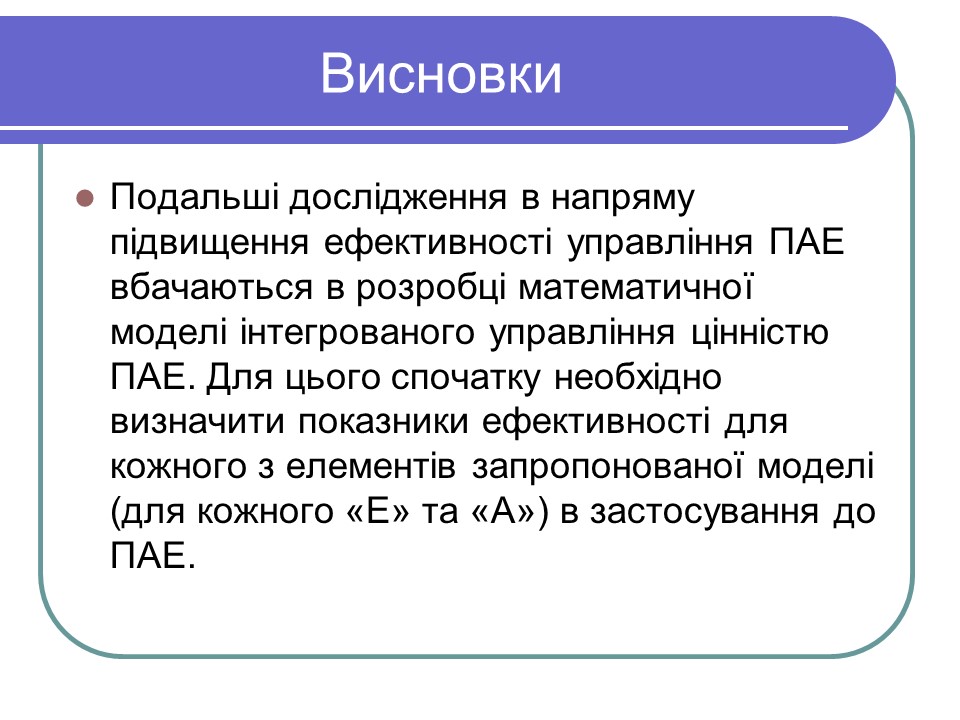 Висновки
Подальші дослідження в напряму
підвищення ефективності управління ПАЕ
вбачаються в розробці математичної
моделі інтегрованого управління цінністю
ПАЕ. Для цього спочатку необхідно
визначити показники ефективності для
кожного з елементів запропонованої моделі
(для кожного «Е» та «А») в застосування до
ПАЕ.